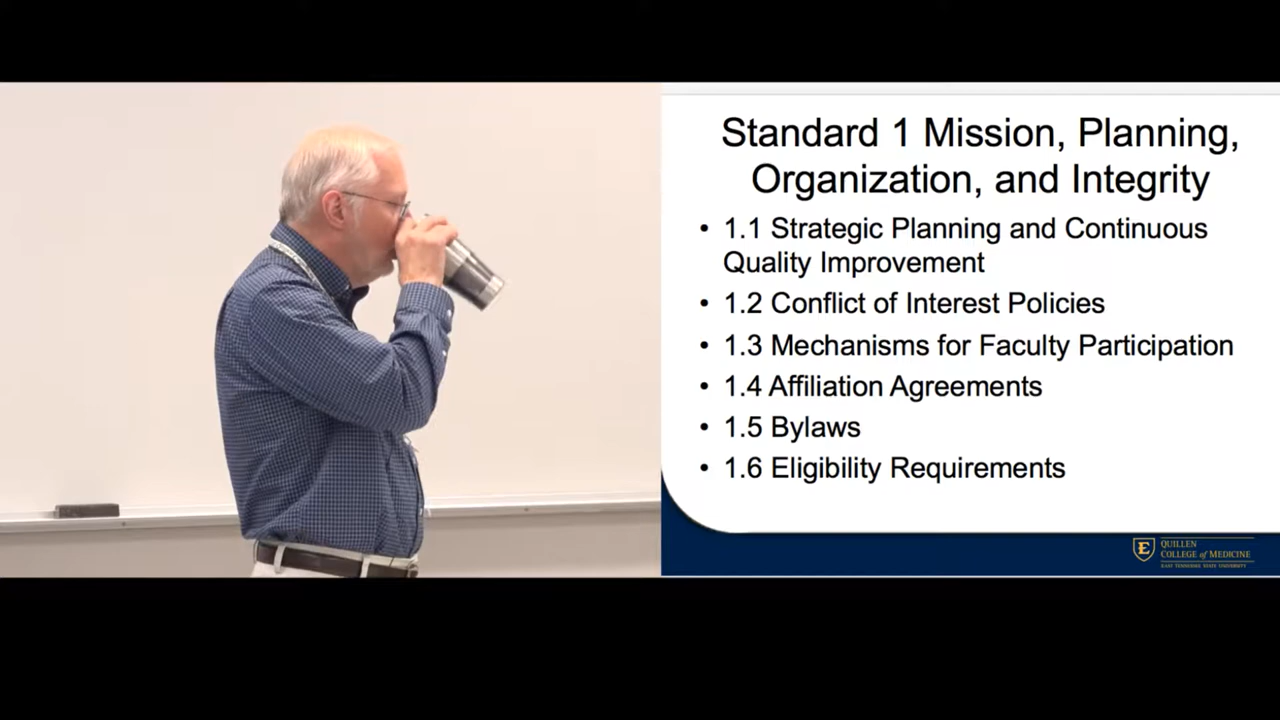 Standard 1 Mission, Planning,
Organization, and Integrity
• 1.1 Strategic Planning and Continuous
Quality Improvement
• 1.2 Conflict of Interest Policies
• 1.3 Mechanisms for Faculty Participation
• 1.4 Affiliation Agreements
• 1.5 Bylaws
• 1.6 Eligibility Requirements
E
QUILLEN
COLLEGE of MEDICINE
EAST TENNESSEE STATE UNIVERSITY